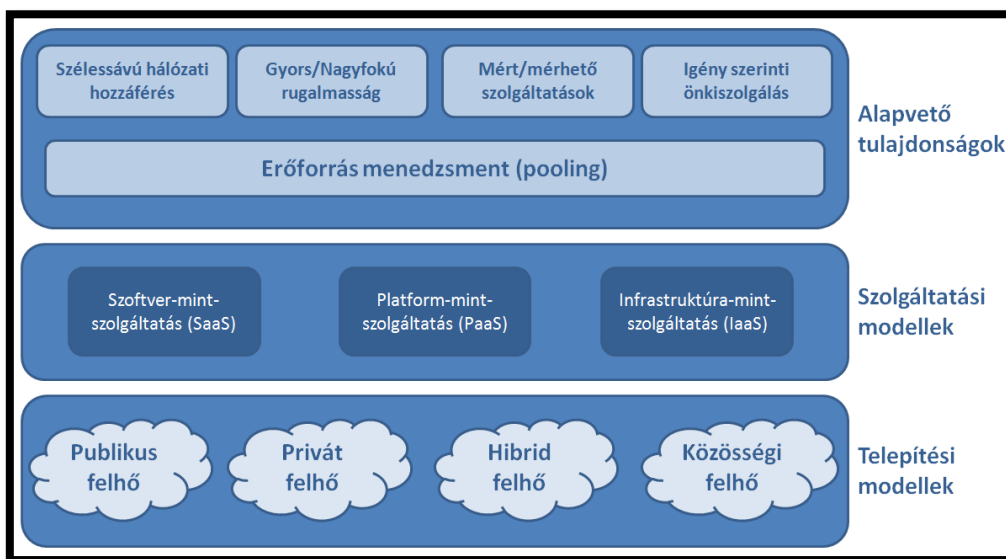 Szélessávú hálózati
hozzáférés
Gyors/Nagyfokú
rugalmasság
Mért/mérhető
szolgáltatások
Igény szerinti
önkiszolgálás
Erőforrás menedzsment (pooling)
Alapvető
tulajdonságok
Szoftver-mint-
szolgáltatás (SaaS)
Platform-mint-
szolgáltatás (PaaS)
Infrastruktúra-mint-
szolgáltatás (IaaS)
Szolgáltatási
modellek
Publikus
felhő
Privát
felhő
Hibrid
felhő
Közösségi
felhő
Telepítési
modellek